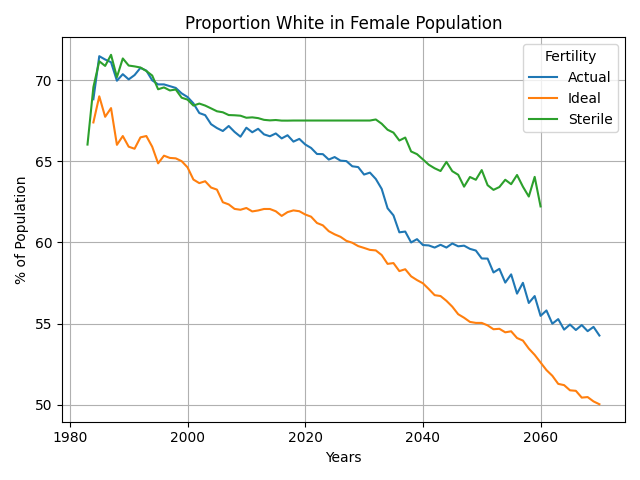 Proportion White in Female Population
% of Population
70
65
60
55
50
Fertility
Actual
Ideal
Sterile
1980
2000
2020
2040
2060
Years